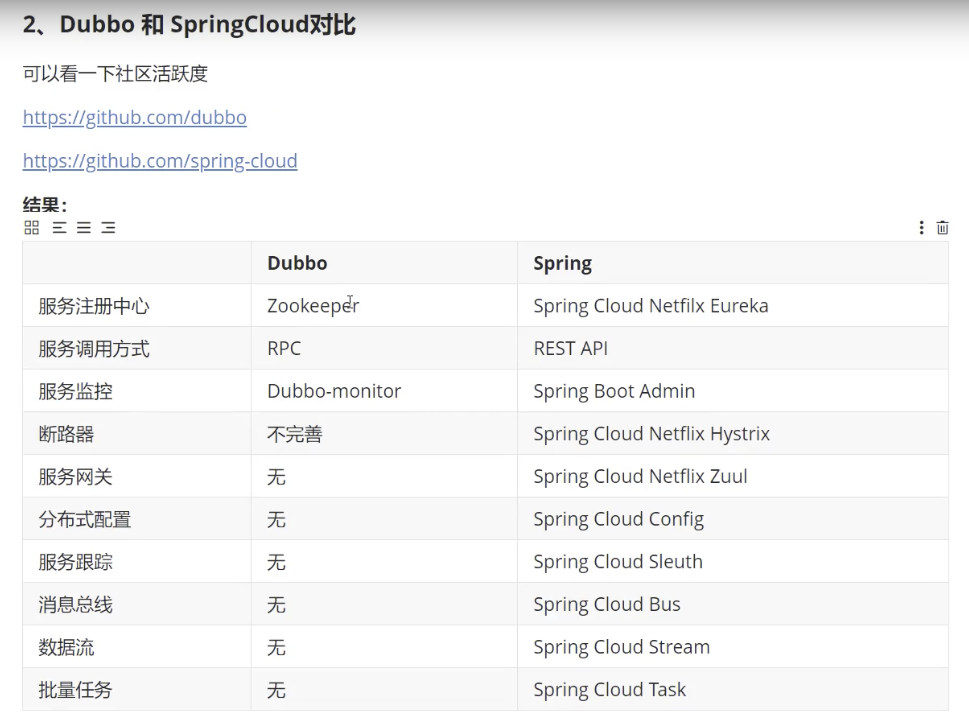 2、Dubbo 和 SpringCloud对比
可以看一下社区活跃度
https://github.com/dubbo
https://github.com/spring-cloud
结果:
Dubbo Spring
服务注册中心 Zookeeper Spring Cloud Netfilx Eureka
服务调用方式 RPC REST API
服务监控 Dubbo-monitor Spring Boot Admin
断路器 不完善 Spring Cloud Netflix Hystrix
服务网关 无 Spring Cloud Netflix Zuul
分布式配置 无 Spring Cloud Config
服务跟踪 无 Spring Cloud Sleuth
消息总线 无 Spring Cloud Bus
数据流 无 Spring Cloud Stream
批量任务 无 Spring Cloud Task